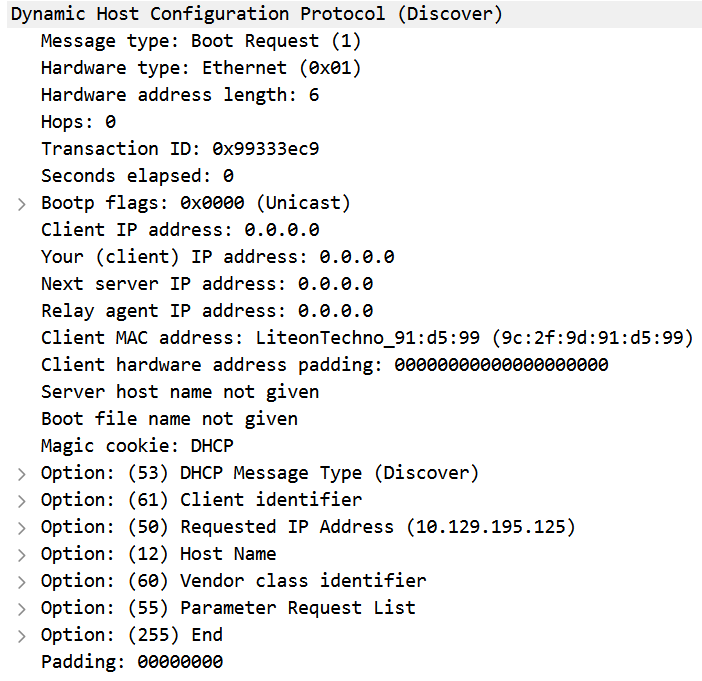 Dynamic Host Configuration Protocol (Discover)
Message type: Boot Request (1)
Hardware type: Ethernet (0x01)
Hardware address length: 6
Hops: 0
Transaction ID: 0x99333ec9
Seconds elapsed: 0
Bootp flags: 0x0000 (Unicast)
Client IP address: 0.0.0.0
Your (client) IP address: 0.0.0.0
Next server IP address: 0.0.0.0
Relay agent IP address: 0.0.0.0
Client MAC address: LiteonTechno_91:d5:99 (9c:2f:9d:91:d5:99)
Client hardware address padding: 00000000000000000000
Server host name not given
Boot file name not given
Magic cookie: DHCP
Option: (53) DHCP Message Type (Discover)
Option: (61) Client identifier
Option: (50) Requested IP Address (10.129.195.125)
Option: (12) Host Name
Option: (60) Vendor class identifier
Option: (55) Parameter Request List
Option: (255) End
Padding: 00000000